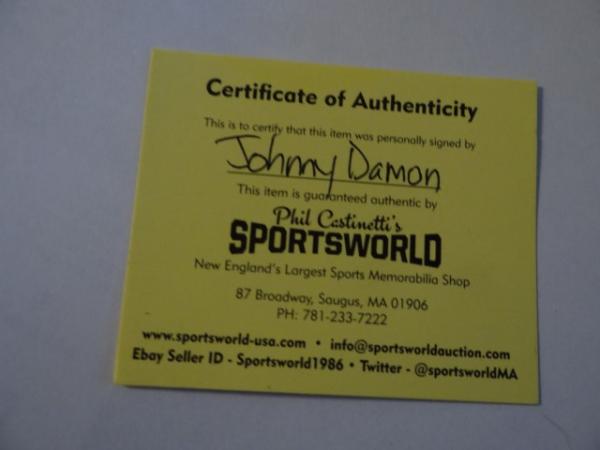 Certificate of Authenticity
This is to certify that this item was personally signed by
Johnny Damon
This item is guaranteed authentic by
Phil Castinetti's
SPORTSWORLD
New England's Largest Sports Memorabilia Shop
87 Broadway, Saugus, MA 01906
PH: 781-233-7222
www.sportsworld-usa.com • info@sportsworldauction.com
Ebay Seller ID - Sportsworld1986 • Twitter - @sportsworldMA